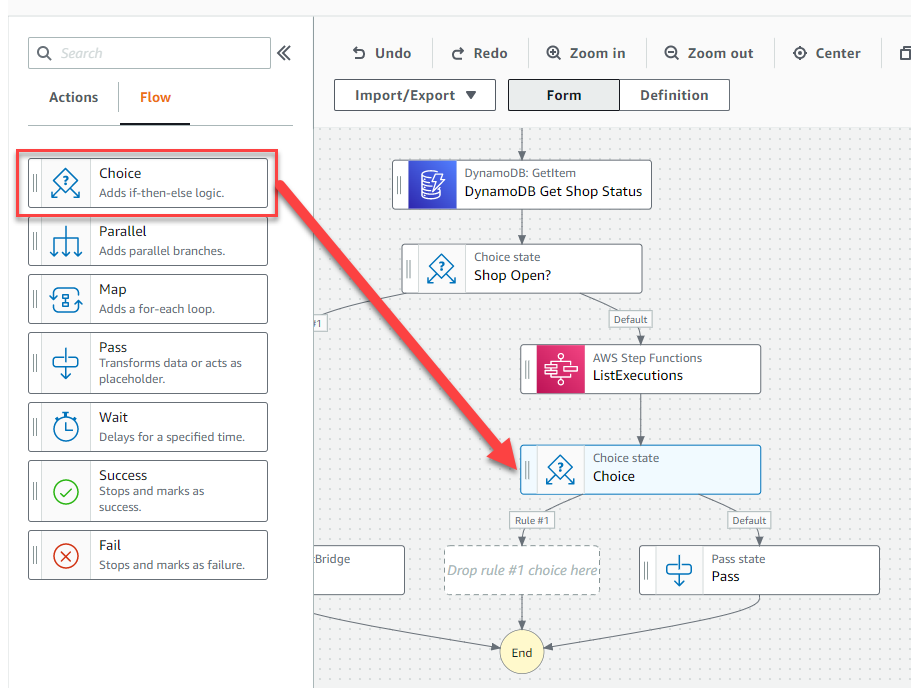 Search
Undo
Redo
Zoom in
Zoom out
Center
Actions
Flow
Import/Export
Form
Definition
Choice
Adds if-then-else logic.
Parallel
Adds parallel branches.
Map
Adds a for-each loop.
Pass
Transforms data or acts as
placeholder.
Wait
Delays for a specified time.
Success
Stops and marks as
success.
Fail
Stops and marks as failure.
DynamoDB: GetItem
DynamoDB Get Shop Status
Choice state
Shop Open?
#1
Default
AWS Step Functions
ListExecutions
Choice state
Choice
Rule #1
Default
tBridge
Drop rule #1 choice here
Pass state
Pass
End